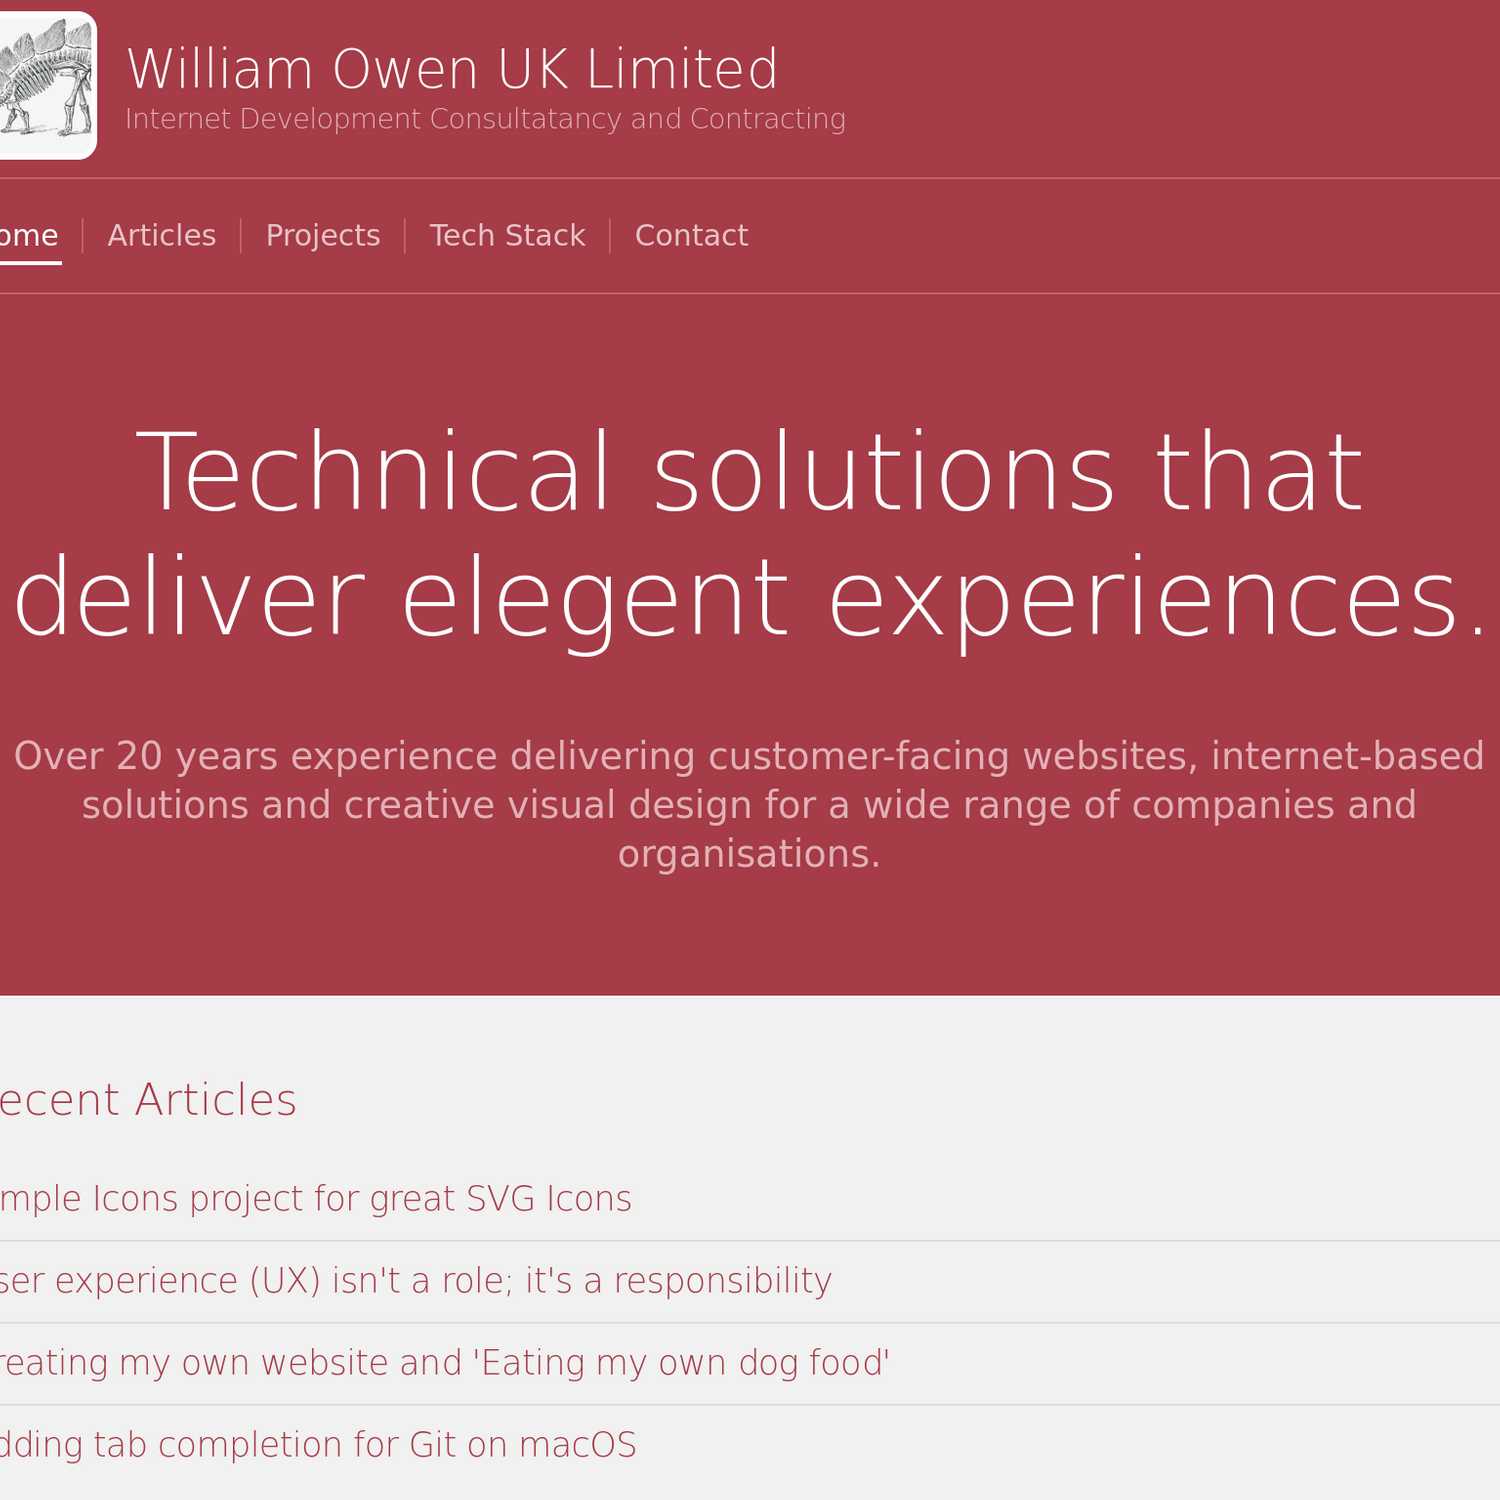 William Owen UK Limited
Internet Development Consultatancy and Contracting
ome
Articles
Projects
Tech Stack
Contact
Technical solutions that
deliver elegent experiences.
Over 20 years experience delivering customer-facing websites, internet-based
solutions and creative visual design for a wide range of companies and
organisations.
ecent Articles
mple Icons project for great SVG Icons
ser experience (UX) isn't a role; it's a responsibility
reating my own website and 'Eating my own dog food'
dding tab completion for Git on macOS